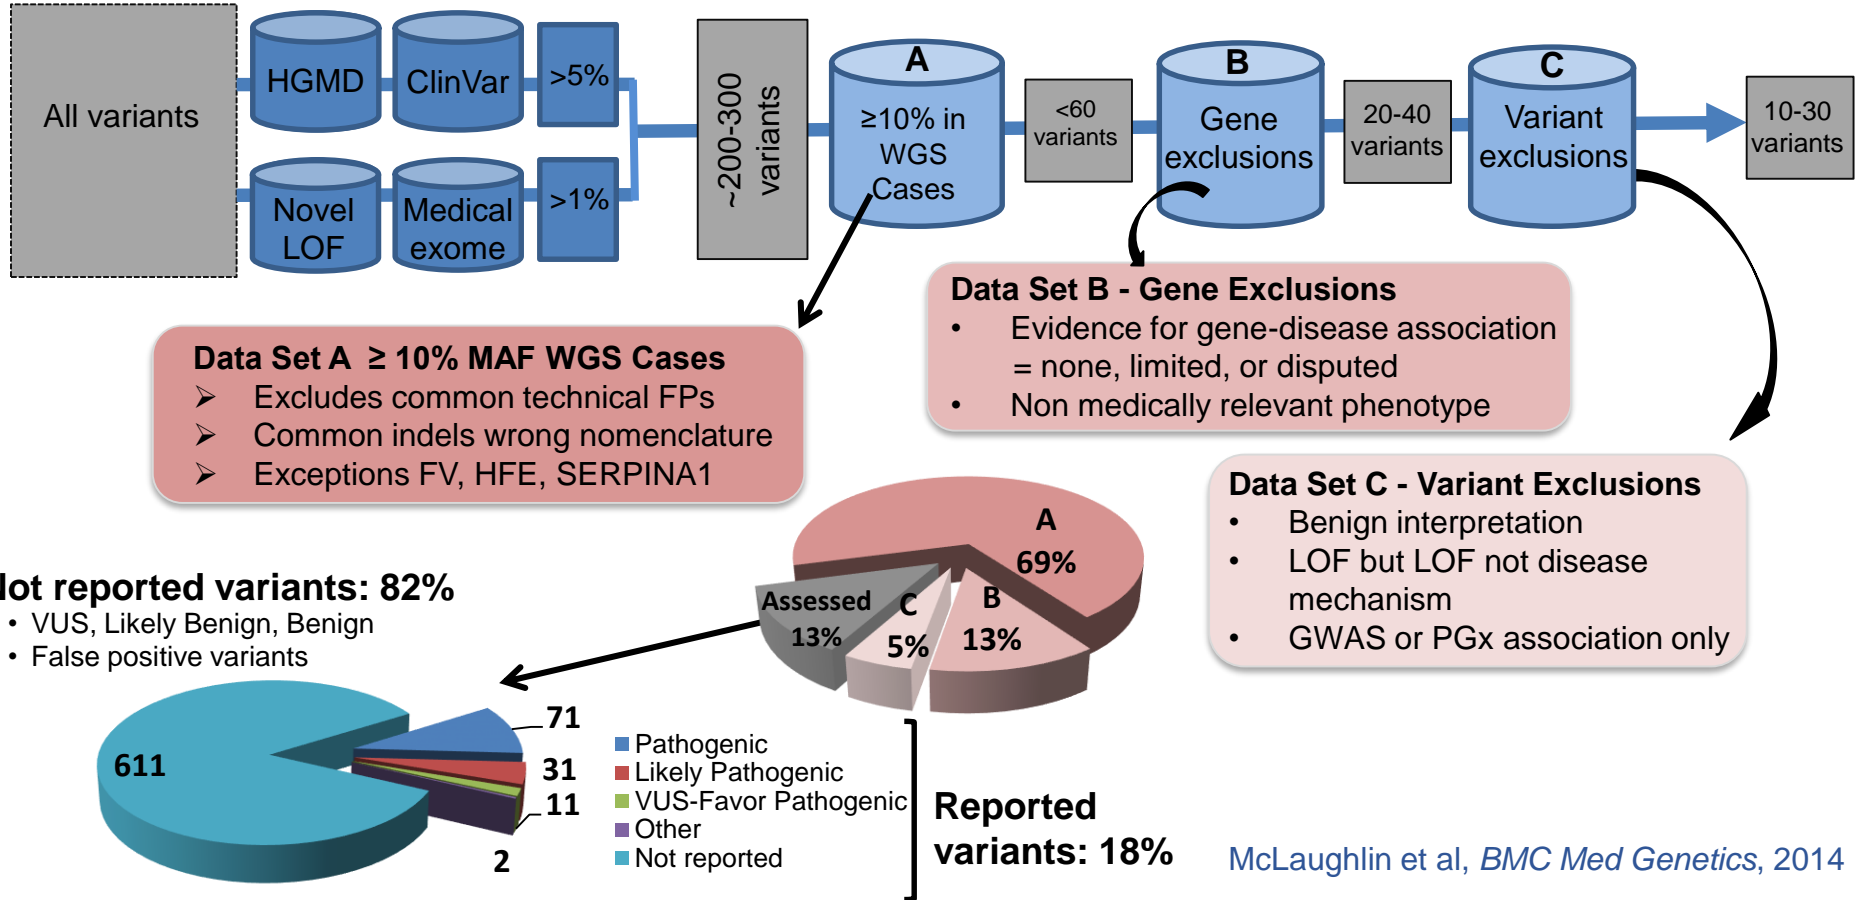 All variants
HGMD
ClinVar
>5%
Novel
LOF
Medical
exome
>1%
~200-300
variants
A
≥10% in
WGS
Cases
<60
variants
B
Gene
exclusions
20-40
variants
C
Variant
exclusions
10-30
variants
Data Set A ≥ 10% MAF WGS Cases
➢ Excludes common technical FPs
➢ Common indels wrong nomenclature
➢ Exceptions FV, HFE, SERPINA1
Data Set B - Gene Exclusions
• Evidence for gene-disease association
= none, limited, or disputed
• Non medically relevant phenotype
Data Set C - Variant Exclusions
• Benign interpretation
• LOF but LOF not disease
mechanism
• GWAS or PGx association only
A
69%
B
13%
C
5%
Assessed
13%
ot reported variants: 82%
• VUS, Likely Benign, Benign
• False positive variants
611
71
31
11
2
Pathogenic
Likely Pathogenic
VUS-Favor Pathogenic
Other
Not reported
Reported
variants: 18%
McLaughlin et al, BMC Med Genetics, 2014